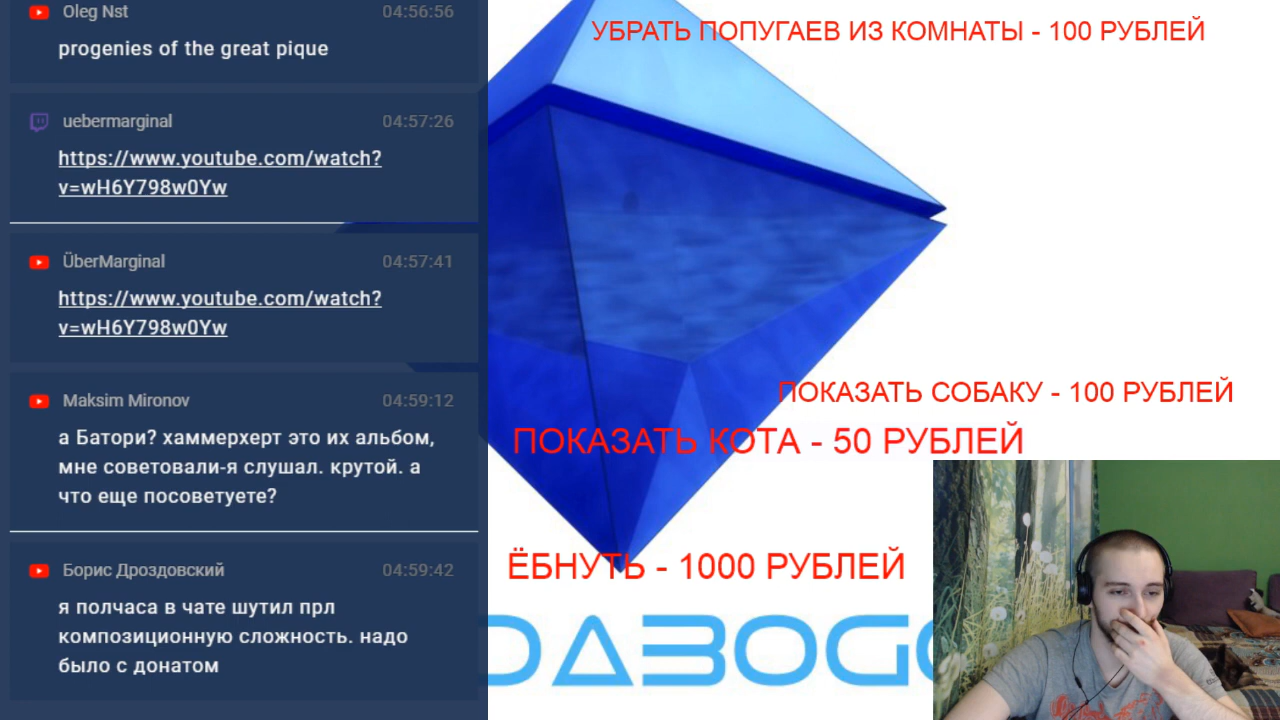 Oleg Nst 04:56:56
progenies of the great pique
uebermarginal 04:57:26
https://www.youtube.com/watch?
v=wH6Y798w0Yw
ÜberMarginal 04:57:41
https://www.youtube.com/watch?
v=wH6Y798w0Yw
Maksim Mironov 04:59:12
а Батори? хаммерхерт это их альбом,
мне советовали-я слушал. крутой. а
что еще посоветуете?
Борис Дроздовский 04:59:42
я полчаса в чате шутил прл
композиционную сложность. надо
было с донатом
УБРАТЬ ПОПУГАЕВ ИЗ КОМНАТЫ - 100 РУБЛЕЙ
ПОКАЗАТЬ СОБАКУ - 100 РУБЛЕЙ
ПОКАЗАТЬ КОТА - 50 РУБЛЕЙ
ЁБНУТЬ - 1000 РУБЛЕЙ